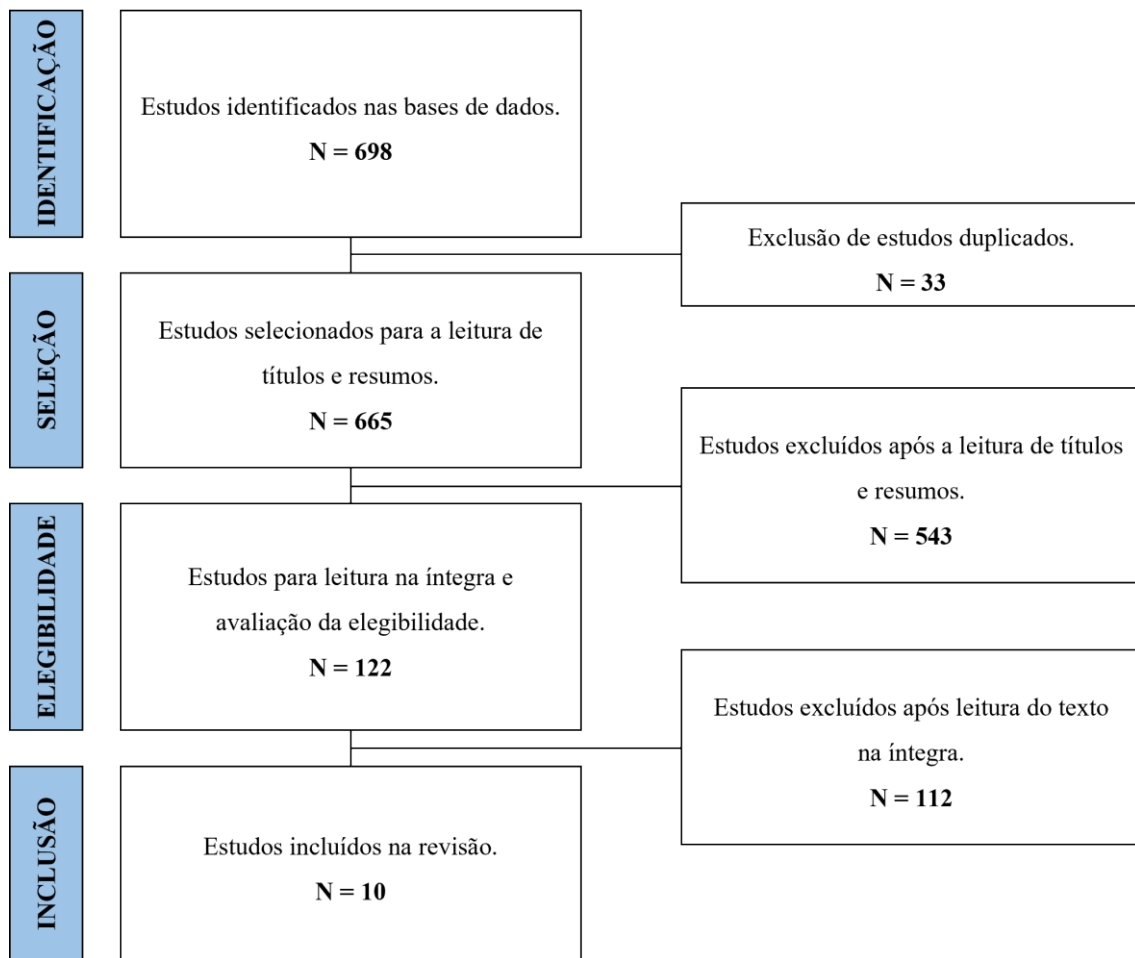 IDENTIFICAÇÃO
Estudos identificados nas bases de dados.
N = 698
Exclusão de estudos duplicados.
N = 33
SELEÇÃO
Estudos selecionados para a leitura de
títulos e resumos.
N = 665
Estudos excluídos após a leitura de títulos
e resumos.
N = 543
ELEGIBILIDADE
Estudos para leitura na íntegra e
avaliação da elegibilidade.
N = 122
Estudos excluídos após leitura do texto
na íntegra.
N = 112
INCLUSÃO
Estudos incluídos na revisão.
N = 10